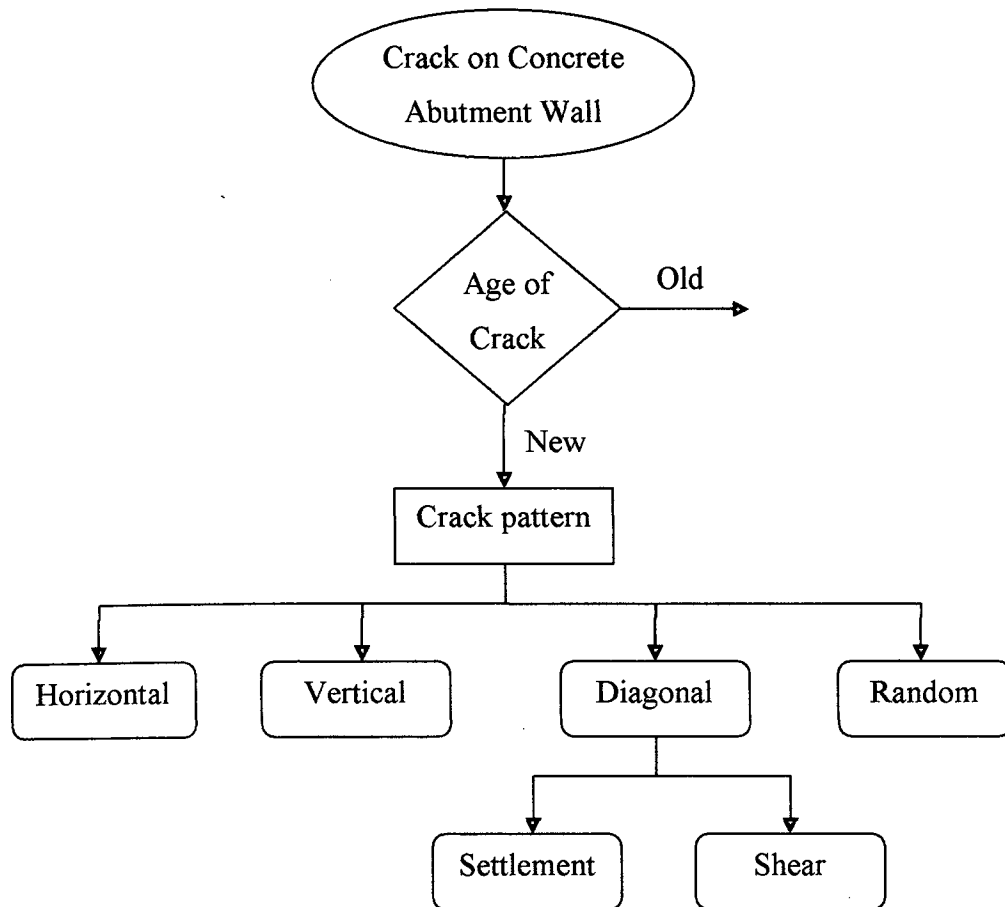 Crack on Concrete
Abutment Wall
Age of
Crack
Old
New
Crack pattern
Horizontal
Vertical
Diagonal
Random
Settlement
Shear